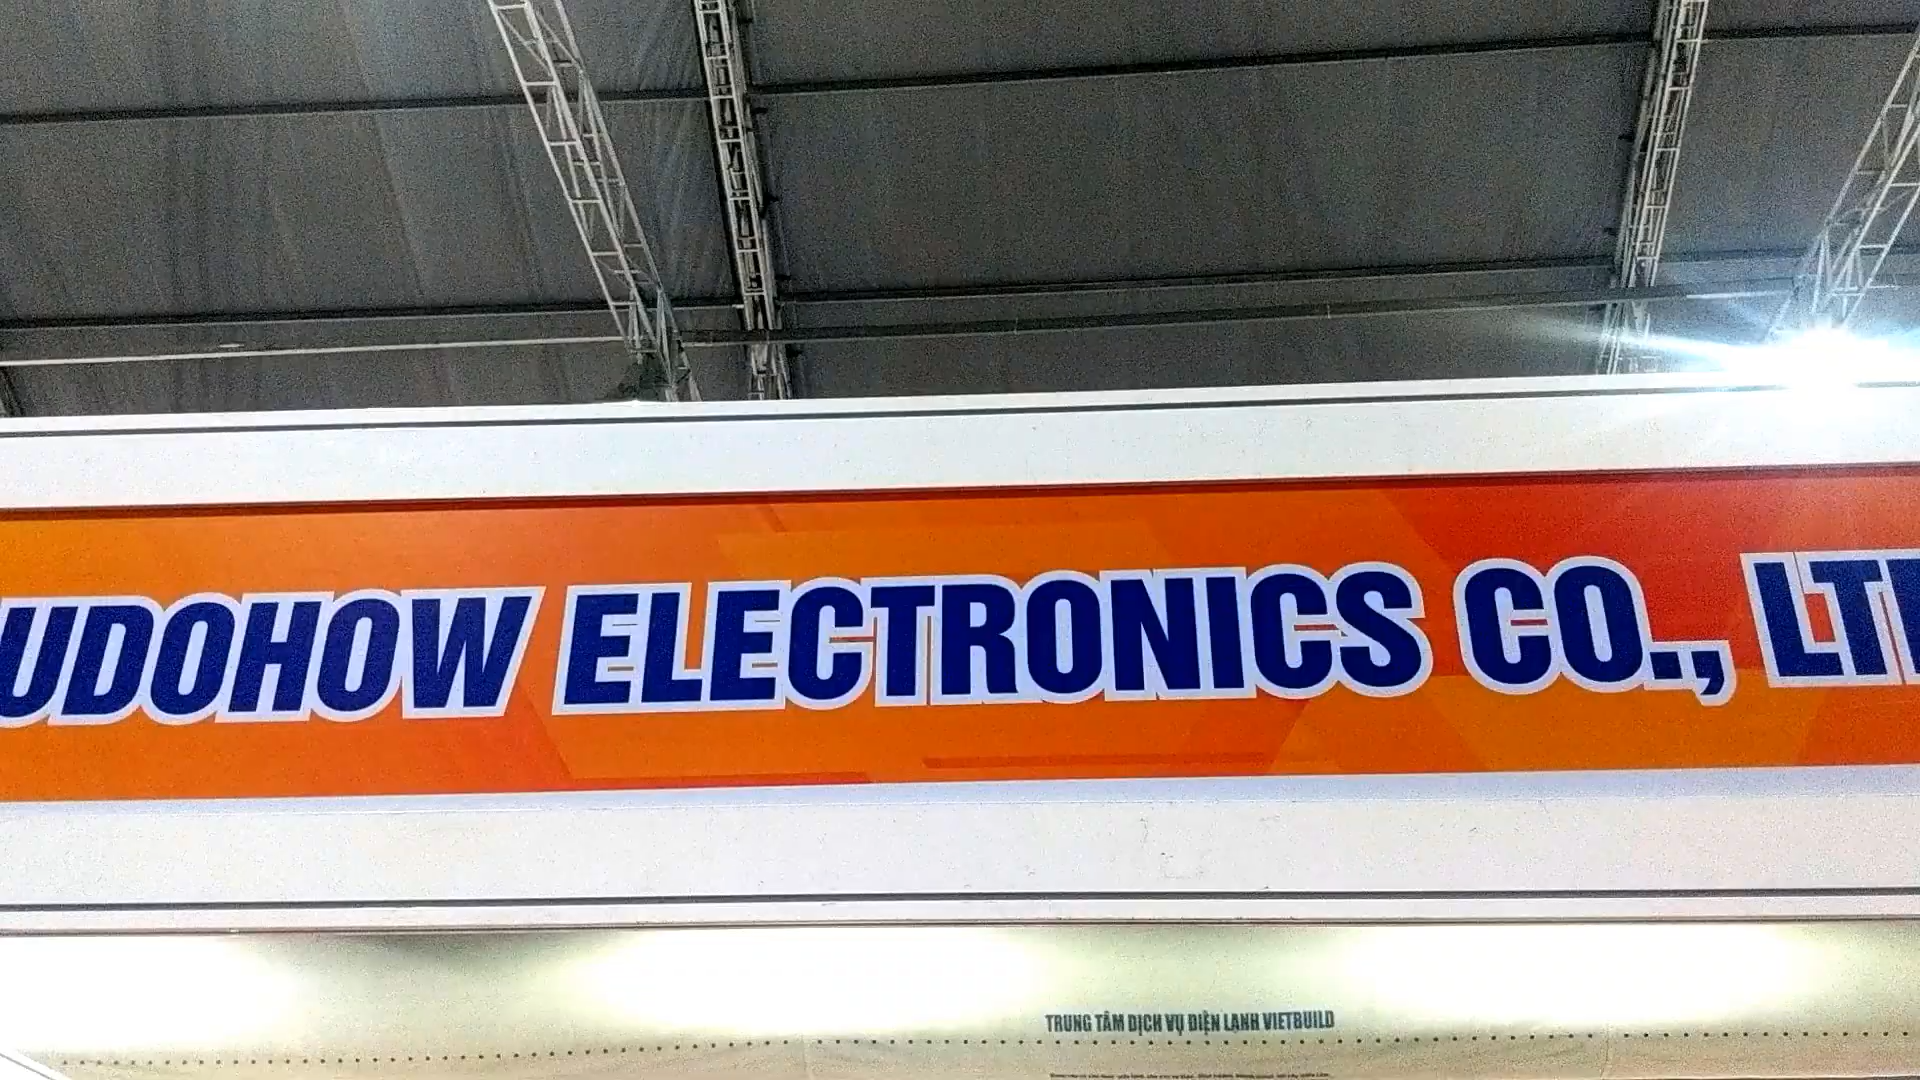 UDOHOW ELECTRONICS CO., LT
TRUNG TÂM DỊCH VỤ ĐIỆN LẠNH VIETBUILD